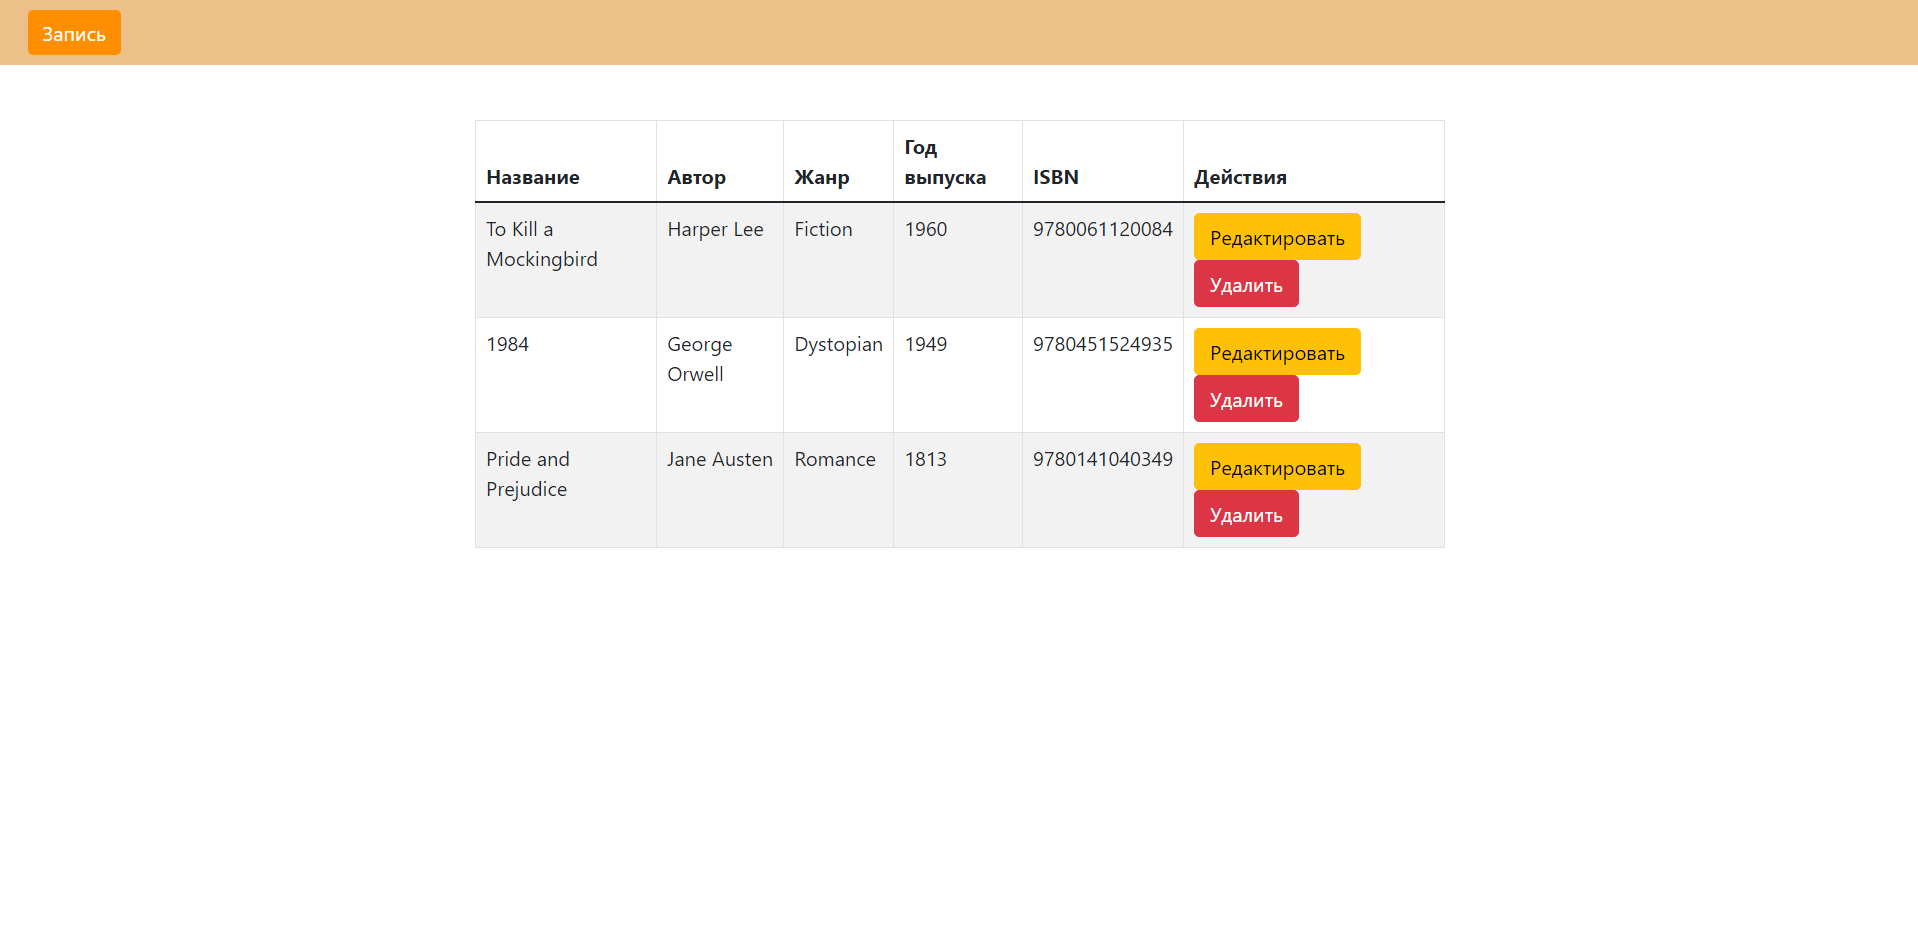 Запись
Название Автор Жанр Год выпуска ISBN Действия
To Kill a Mockingbird Harper Lee Fiction 1960 9780061120084 Редактировать
Удалить
1984 George Orwell Dystopian 1949 9780451524935 Редактировать
Удалить
Pride and Prejudice Jane Austen Romance 1813 9780141040349 Редактировать
Удалить